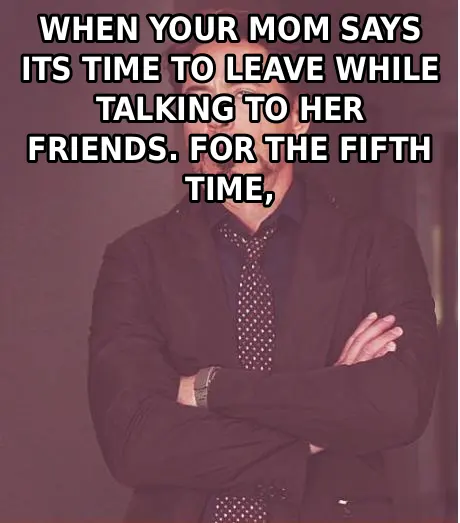 WHEN YOUR MOM SAYS
ITS TIME TO LEAVE WHILE
TALKING TO HER
FRIENDS. FOR THE FIFTH
TIME,